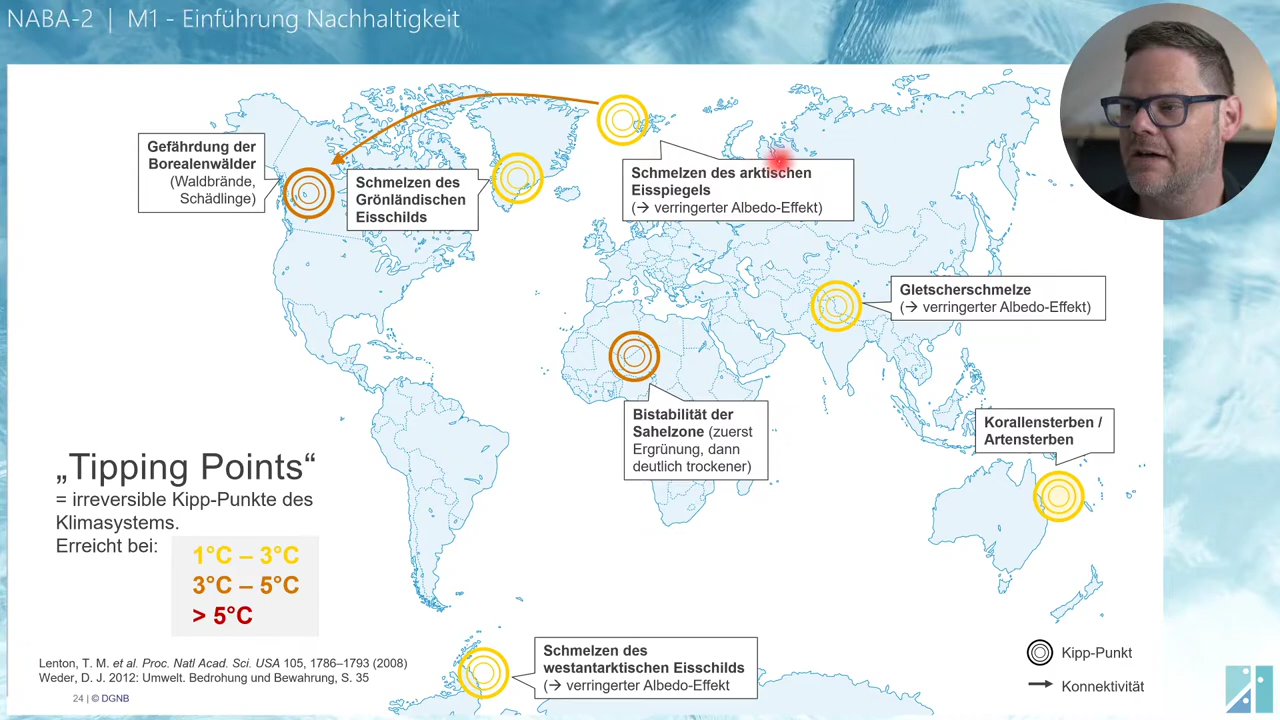 NABA-2 | M1 - Einführung Nachhaltigkeit
Gefährdung der
Borealenwälder
(Waldbrände,
Schädlinge)
Schmelzen des
Grönländischen
Eisschilds
Schmelzen des arktischen
Eisspiegels
(→ verringerter Albedo-Effekt)
Gletscherschmelze
(→ verringerter Albedo-Effekt)
Bistabilität der
Sahelzone (zuerst
Ergrünung, dann
deutlich trockener)
Korallensterben /
Artensterben
„Tipping Points“
= irreversible Kipp-Punkte des
Klimasystems.
Erreicht bei:
1°C – 3°C
3°C – 5°C
> 5°C
Schmelzen des
westantarktischen Eisschilds
(→ verringerter Albedo-Effekt
Kipp-Punkt
Konnektivität
Lenton, T. M. et al. Proc. Natl Acad. Sci. USA 105, 1786–1793 (2008)
Weder, D. J. 2012: Umwelt. Bedrohung und Bewahrung, S. 35
24 | © DGNB